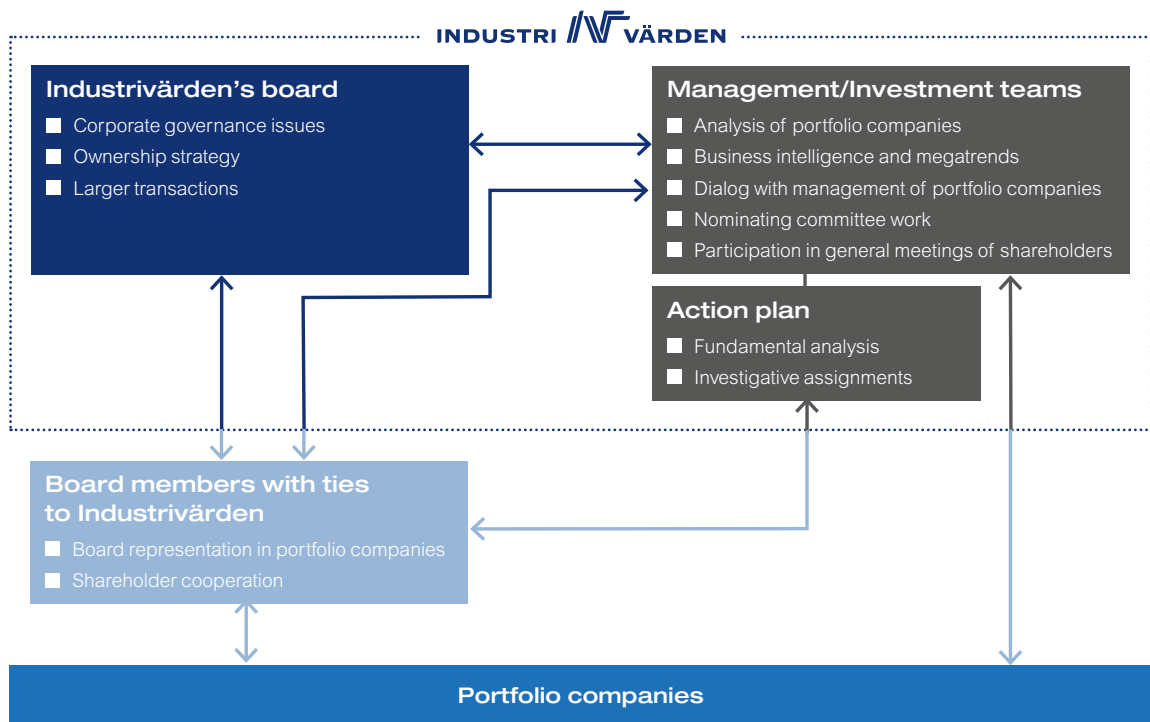 INDUSTRI VÄRDEN
Industrivärden's board
Corporate governance issues
Ownership strategy
Larger transactions
Management/Investment teams
Analysis of portfolio companies
Business intelligence and megatrends
Dialog with management of portfolio companies
Nominating committee work
Participation in general meetings of shareholders
Action plan
Fundamental analysis
Investigative assignments
Board members with ties
to Industrivärden
Board representation in portfolio companies
Shareholder cooperation
Portfolio companies